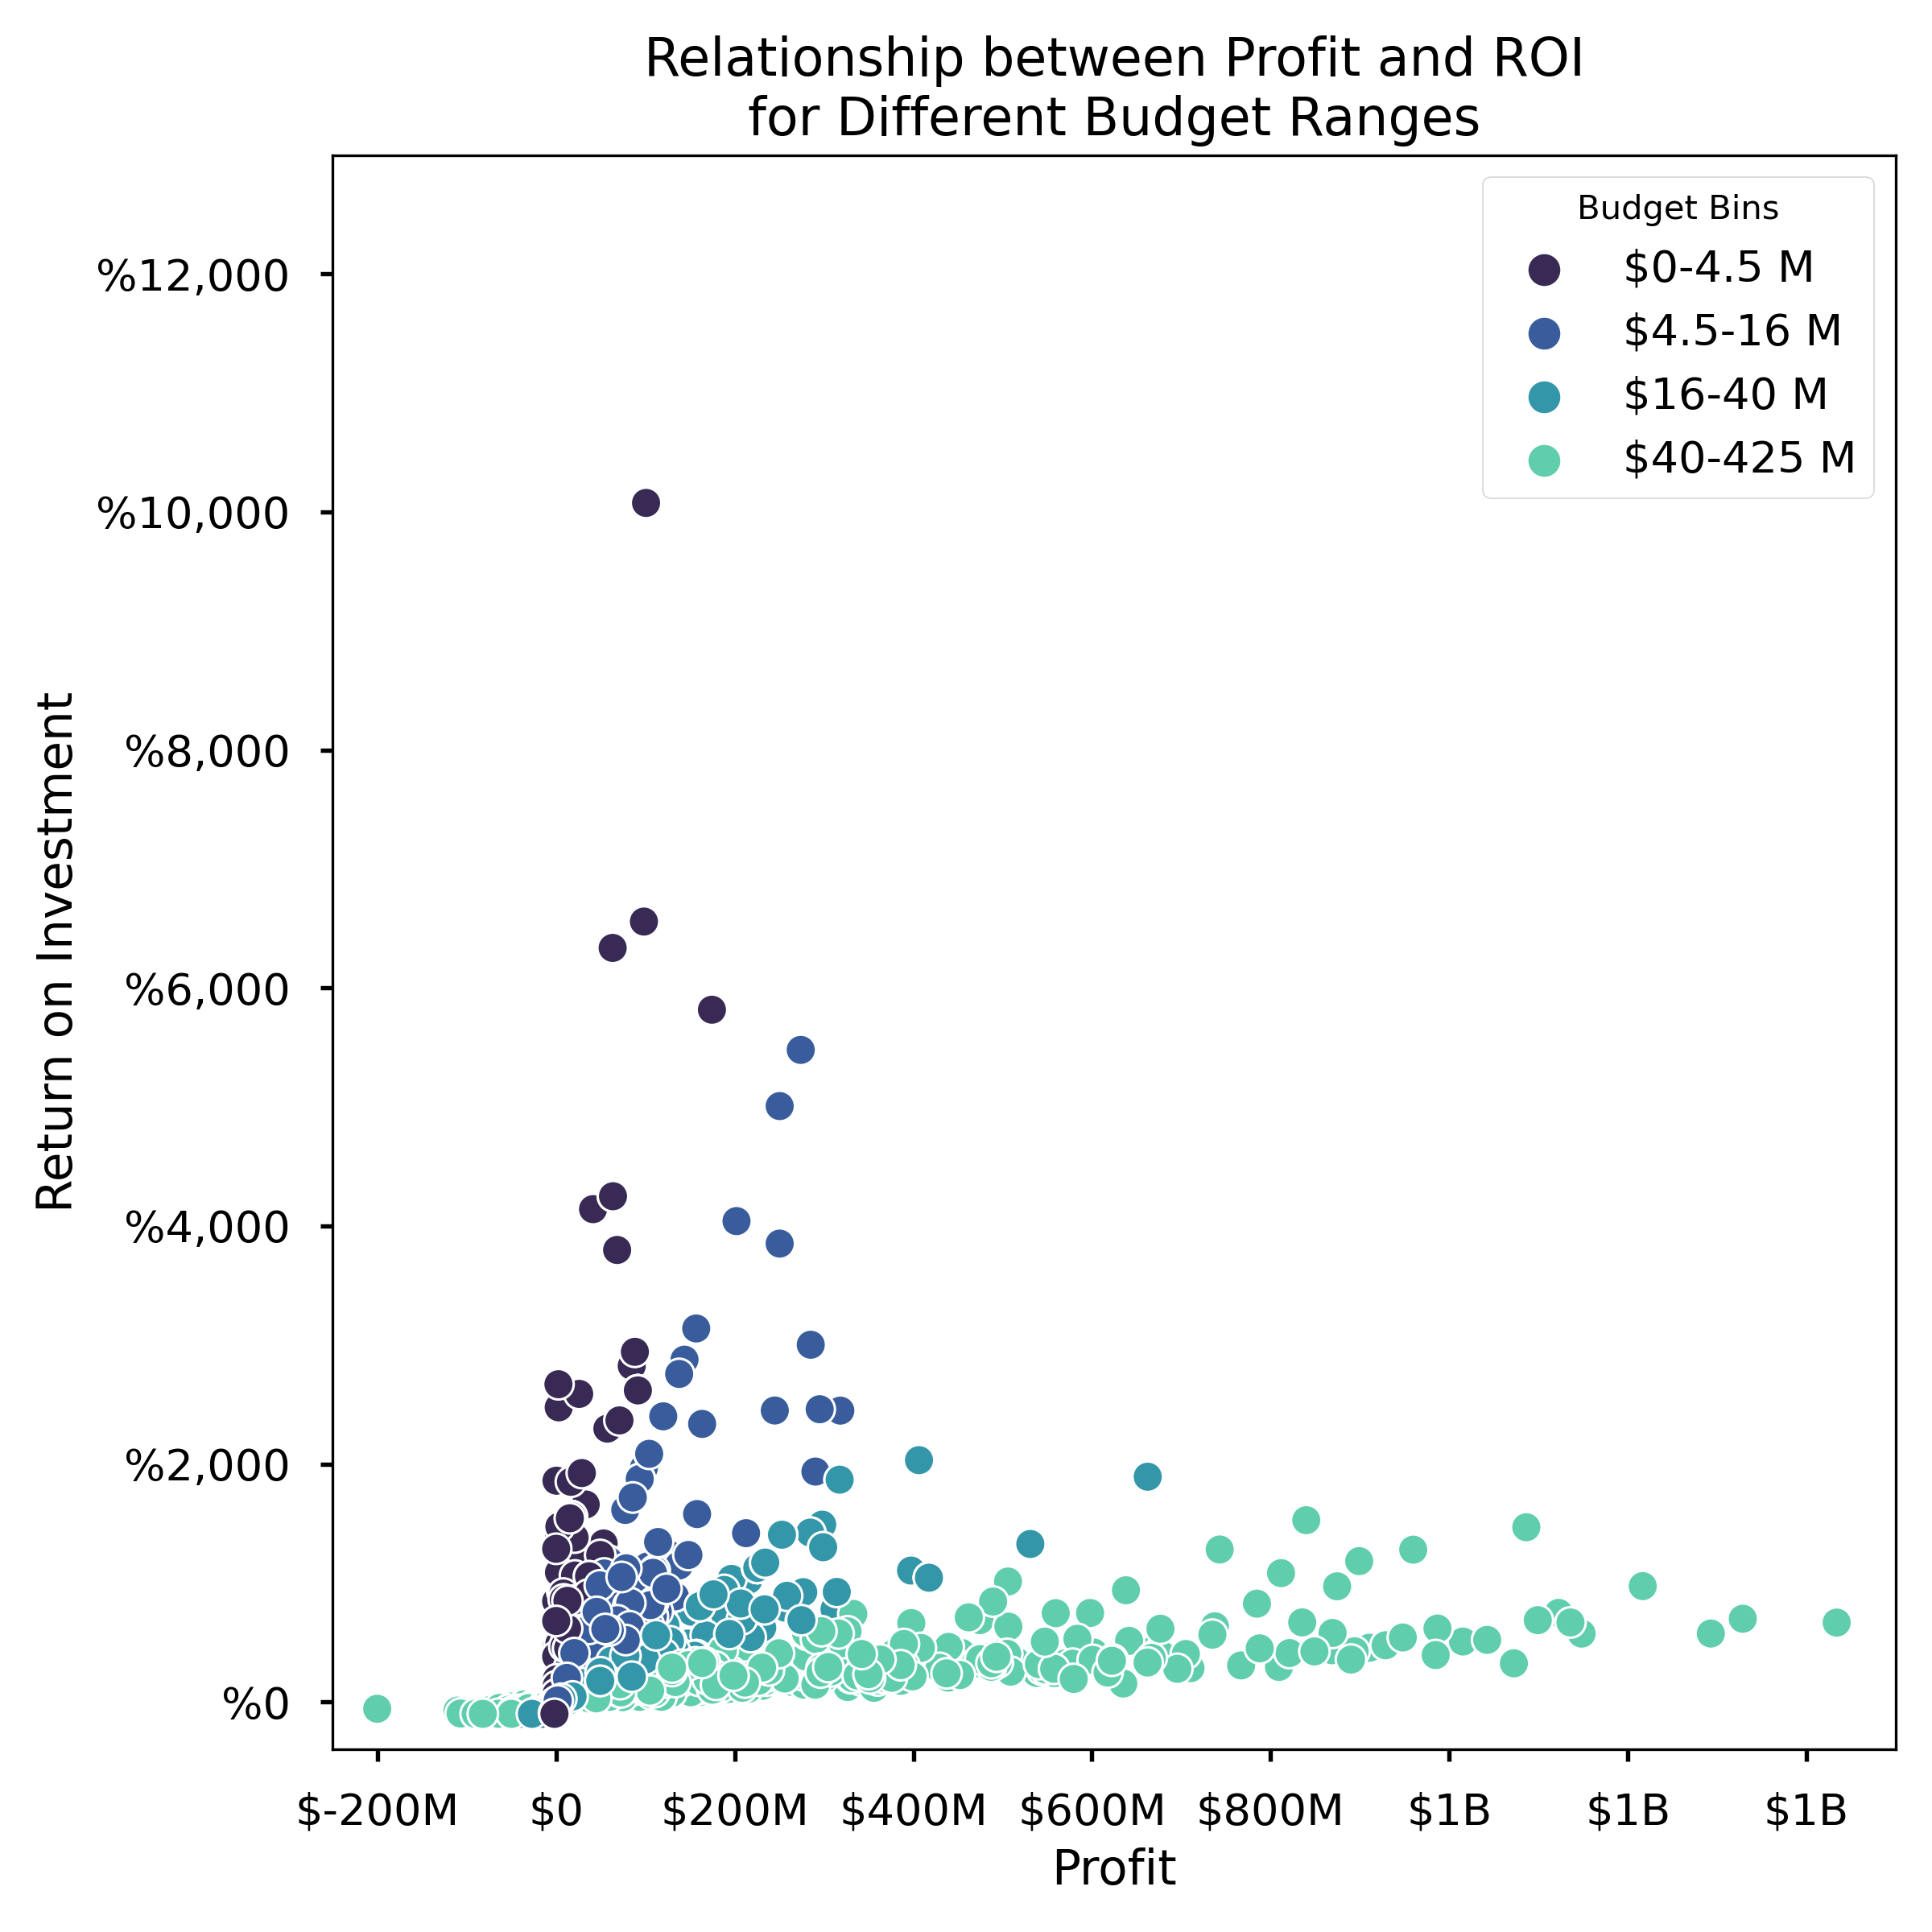 Relationship between Profit and ROI
for Different Budget Ranges
Budget Bins
$0-4.5 M
$4.5-16 M
$16-40 M
$40-425 M
%12,000
%10,000
%8,000
%6,000
%4,000
%2,000
%0
Return on Investment
$-200M
$0
$200M
$400M
$600M
$800M
$1B
$1B
$1B
Profit